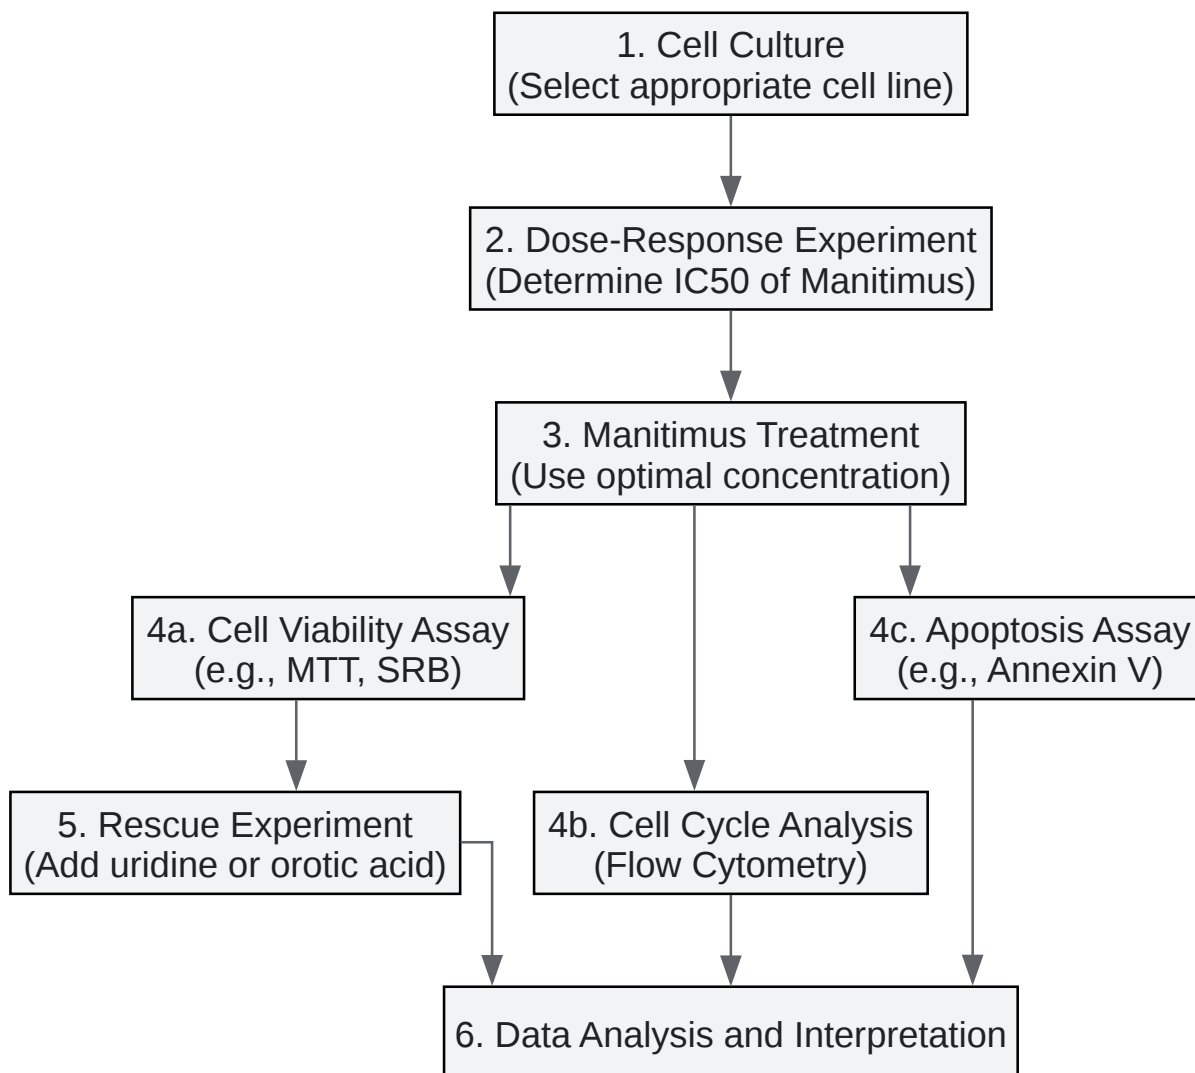 1. Cell Culture
(Select appropriate cell line)
2. Dose-Response Experiment
(Determine IC50 of Manitimus)
3. Manitimus Treatment
(Use optimal concentration)
4a. Cell Viability Assay
(e.g., MTT, SRB)
4c. Apoptosis Assay
(e.g., Annexin V)
5. Rescue Experiment
(Add uridine or orotic acid)
4b. Cell Cycle Analysis
(Flow Cytometry)
6. Data Analysis and Interpretation